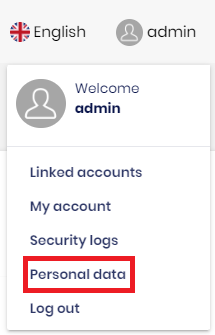 English admin
Welcome
admin
Linked accounts
My account
Security logs
Personal data
Log out